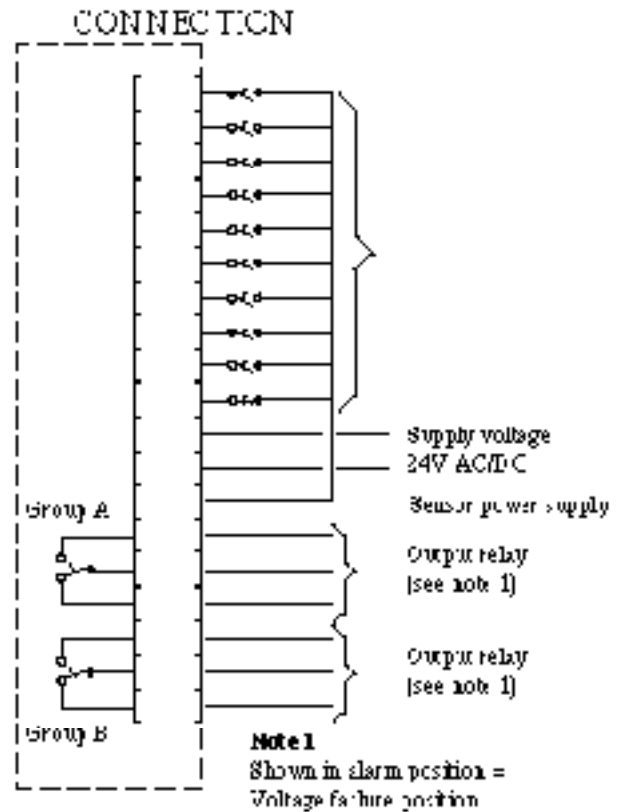 CONNECTION
Supply voltage
24V AC/DC
Sensor power supply
Group A
Output relay
(see note 1)
Output relay
(see note 1)
Group B
Note 1
Shown in alarm position =
Voltage failure position